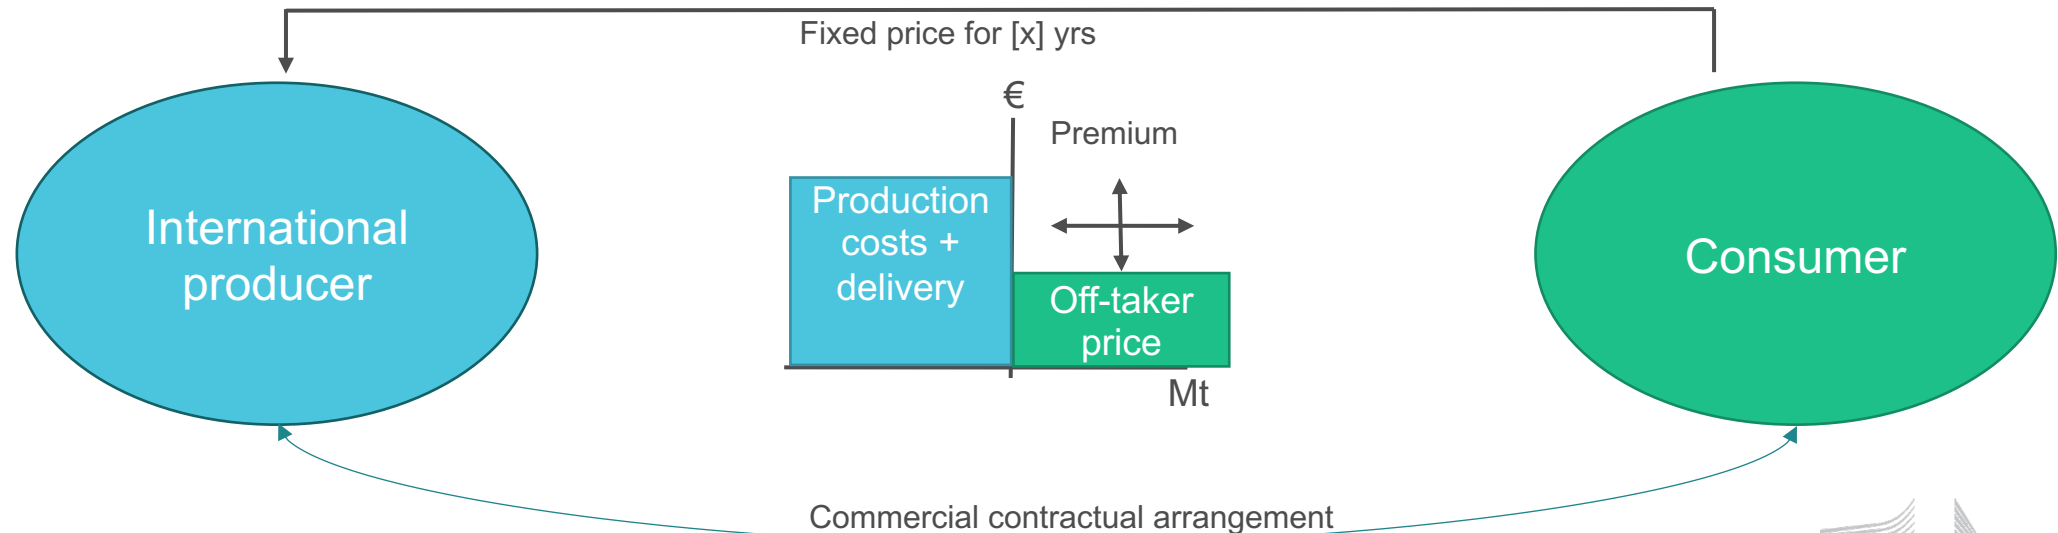 Fixed price for [x] yrs
€
Premium
International
producer
Production
costs +
delivery
Off-taker
price
Mt
Consumer
Commercial contractual arrangement